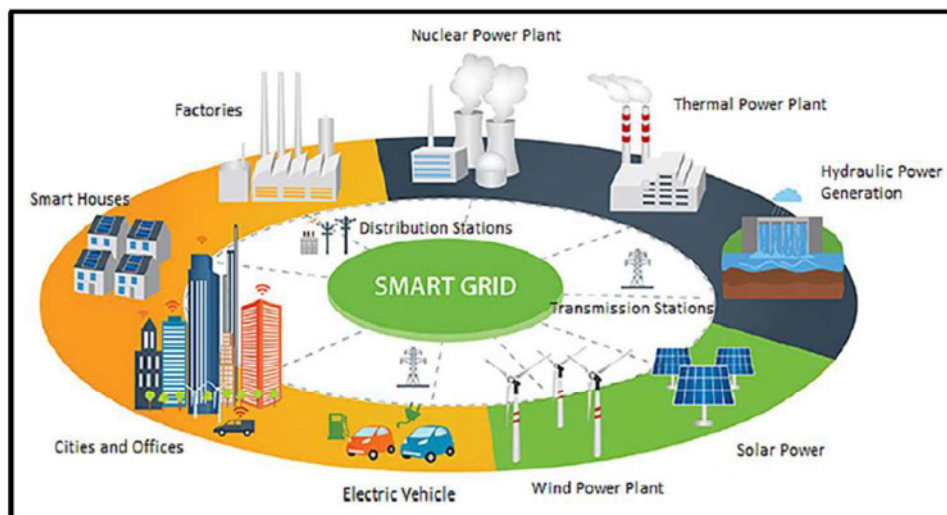 Nuclear Power Plant
Factories
Thermal Power Plant
Hydraulic Power
Generation
Smart Houses
Distribution Stations
SMART GRID
Transmission Stations
Cities and Offices
Solar Power
Electric Vehicle
Wind Power Plant